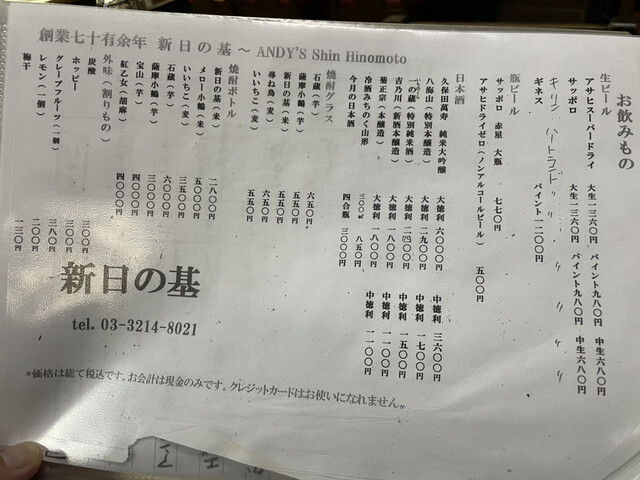 創業七十有余年 新日の基 ～ ANDY'S Shin Hinomoto
お飲みもの
生ビール
アサヒスーパードライ 大生一三六〇円 パイント九八〇円 中生六八〇円
サッポロ 大生一三六〇円 パイント九八〇円 中生六八〇円
キリン ハートランド 〃 〃 〃 〃 〃 〃
ギネス パイント一二〇〇円
瓶ビール
サッポロ 赤星 大瓶 七七〇円
アサヒドライゼロ(ノンアルコールビール) 五〇〇円
日本酒
久保田萬寿 純米大吟醸 大徳利 六〇〇〇円 中徳利 三六〇〇円
八海山(特別本醸造) 大徳利 二九〇〇円 中徳利 一七〇〇円
一ノ蔵(特別純米酒) 大徳利 二四〇〇円 中徳利 一五〇〇円
吉乃川(新酒本醸造) 大徳利 一八〇〇円 中徳利 一一〇〇円
菊正宗(本醸造) 大徳利 一八〇〇円 中徳利 一一〇〇円
冷酒みちのく山形 三〇〇㎖ 八五〇円
今月の日本酒 四合瓶 三〇〇〇円
焼酎グラス
石蔵(芋) 六五〇円
薩摩小鶴(芋) 五五〇円
新日の基(米) 五五〇円
尋ね鳥(麦) 六五〇円
いいちこ(麦) 五五〇円
焼酎ボトル
新日の基(米) 二八〇〇円
メロー小鶴(米) 五〇〇〇円
いいちこ(麦) 三五〇〇円
石蔵(芋) 六〇〇〇円
薩摩小鶴(芋) 三〇〇〇円
宝山(芋) 四〇〇〇円
紅乙女(胡麻) 四〇〇〇円
外味(割りもの)
炭酸 三〇〇円
ホッピー 三〇〇円
グレープフルーツ(一個) 三八〇円
レモン(一個) 二〇〇円
梅干 一三〇円
新日の基
tel. 03-3214-8021
*価格は総て税込です。お会計は現金のみです。クレジットカードはお使いになれません。